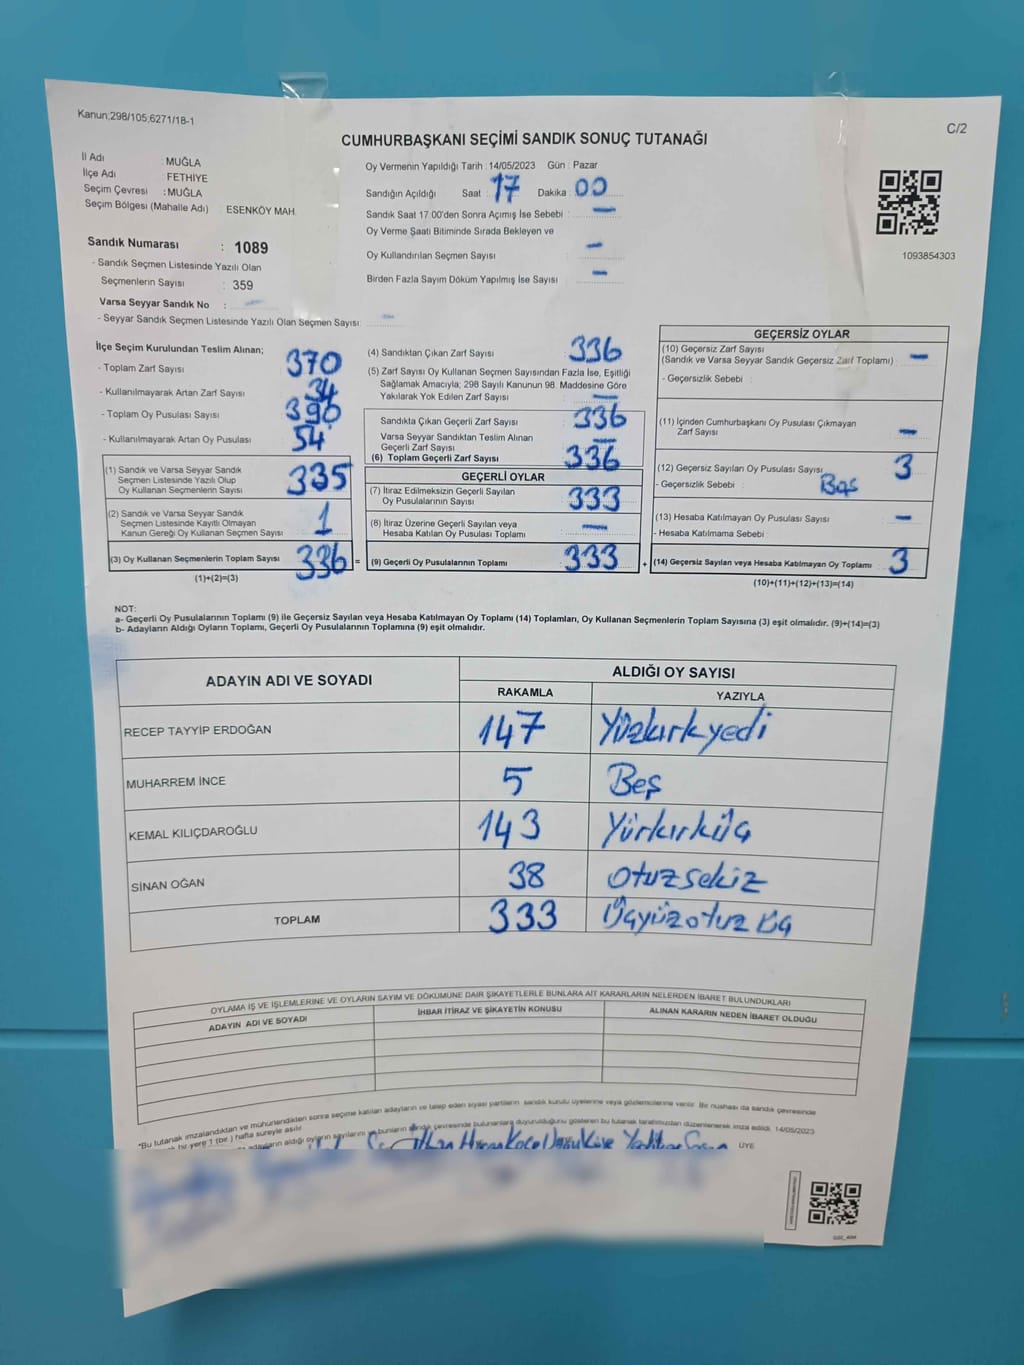 Kanun;298/105;6271/18-1
C/2
CUMHURBAŞKANI SEÇİMİ SANDIK SONUÇ TUTANAĞI
İl Adı : MUĞLA
İlçe Adı : FETHİYE
Seçim Çevresi : MUĞLA
Seçim Bölgesi (Mahalle Adı) : ESENKÖY MAH.
Sandık Numarası : 1089
- Sandık Seçmen Listesinde Yazılı Olan
Seçmenlerin Sayısı : 359
Varsa Seyyar Sandık No : -
- Seyyar Sandık Seçmen Listesinde Yazılı Olan Seçmen Sayısı: -
Oy Vermenin Yapıldığı Tarih :14/05/2023 Gün : Pazar
Sandığın Açıldığı Saat : 17 Dakika : 00
Sandık Saat 17:00'den Sonra Açımış İse Sebebi : -
Oy Verme Saati Bitiminde Sırada Bekleyen ve
Oy Kullandırılan Seçmen Sayısı : -
Birden Fazla Sayım Döküm Yapılmış İse Sayısı : -
1093854303
İlçe Seçim Kurulundan Teslim Alınan;
- Toplam Zarf Sayısı : 370
- Kullanılmayarak Artan Zarf Sayısı : 34
- Toplam Oy Pusulası Sayısı : 390
- Kullanılmayarak Artan Oy Pusulası : 54
(1) Sandık ve Varsa Seyyar Sandık
Seçmen Listesinde Yazılı Olup
Oy Kullanan Seçmenlerin Sayısı : 335
(2) Sandık ve Varsa Seyyar Sandık
Seçmen Listesinde Kayıtlı Olmayan
Kanun Gereği Oy Kullanan Seçmen Sayısı : 1
(3) Oy Kullanan Seçmenlerin Toplam Sayısı : 336 =
(1)+(2)=(3)
(4) Sandıktan Çıkan Zarf Sayısı : 336
(5) Zarf Sayısı Oy Kullanan Seçmen Sayısından Fazla İse, Eşitliği
Sağlamak Amacıyla; 298 Sayılı Kanunun 98. Maddesine Göre
Yakılarak Yok Edilen Zarf Sayısı : -
Sandıkta Çıkan Geçerli Zarf Sayısı : 336
Varsa Seyyar Sandıktan Teslim Alınan
Geçerli Zarf Sayısı : -
(6) Toplam Geçerli Zarf Sayısı : 336
GEÇERLİ OYLAR
(7) İtiraz Edilmeksizin Geçerli Sayılan
Oy Pusulalarının Sayısı : 333
(8) İtiraz Üzerine Geçerli Sayılan veya
Hesaba Katılan Oy Pusulası Toplamı : -
(9) Geçerli Oy Pusulalarının Toplamı : 333 +
GEÇERSİZ OYLAR
(10) Geçersiz Zarf Sayısı
(Sandık ve Varsa Seyyar Sandık Geçersiz Zarf Toplamı) : -
- Geçersizlik Sebebi :
(11) İçinden Cumhurbaşkanı Oy Pusulası Çıkmayan
Zarf Sayısı : -
(12) Geçersiz Sayılan Oy Pusulası Sayısı : 3
- Geçersizlik Sebebi : Boş
(13) Hesaba Katılmayan Oy Pusulası Sayısı : -
- Hesaba Katılmama Sebebi :
(14) Geçersiz Sayılan veya Hesaba Katılmayan Oy Toplamı : 3
(10)+(11)+(12)+(13)=(14)
NOT:
a- Geçerli Oy Pusulalarının Toplamı (9) ile Geçersiz Sayılan veya Hesaba Katılmayan Oy Toplamı (14) Toplamları, Oy Kullanan Seçmenlerin Toplam Sayısına (3) eşit olmalıdır. (9)+(14)=(3)
b- Adayların Aldığı Oyların Toplamı, Geçerli Oy Pusulalarının Toplamına (9) eşit olmalıdır.
ADAYIN ADI VE SOYADI ALDIĞI OY SAYISI
RAKAMLA YAZIYLA
RECEP TAYYİP ERDOĞAN 147 Yüzkırkyedi
MUHARREM İNCE 5 Beş
KEMAL KILIÇDAROĞLU 143 Yüzkırküç
SİNAN OĞAN 38 otuzsekiz
TOPLAM 333 Üçyüzotuz üç
OYLAMA İŞ VE İŞLEMLERİNE VE OYLARIN SAYIM VE DÖKÜMÜNE DAİR ŞİKAYETLERLE BUNLARA AİT KARARLARIN NELERDEN İBARET BULUNDUKLARI
ADAYIN ADI VE SOYADI İHBAR İTİRAZ VE ŞİKAYETİN KONUSU ALINAN KARARIN NEDEN İBARET OLDUĞU
*Bu tutanak imzalandıktan ve mühürlendikten sonra seçime katılan adayların ve talep eden siyasi partilerin sandık kurulu üyelerine veya gözlemcilerine verilir. Bir nüshası da sandık çevresinde
bir yere 1 (bir ) hafta süreyle asılır.
adayların aldığı oyların sayılarını ve bunların sandık çevresinde bulunanlara duyurulduğunu gösteren bu tutanak tarafımızdan düzenlenerek imza edildi. 14/05/2023
ÜYE